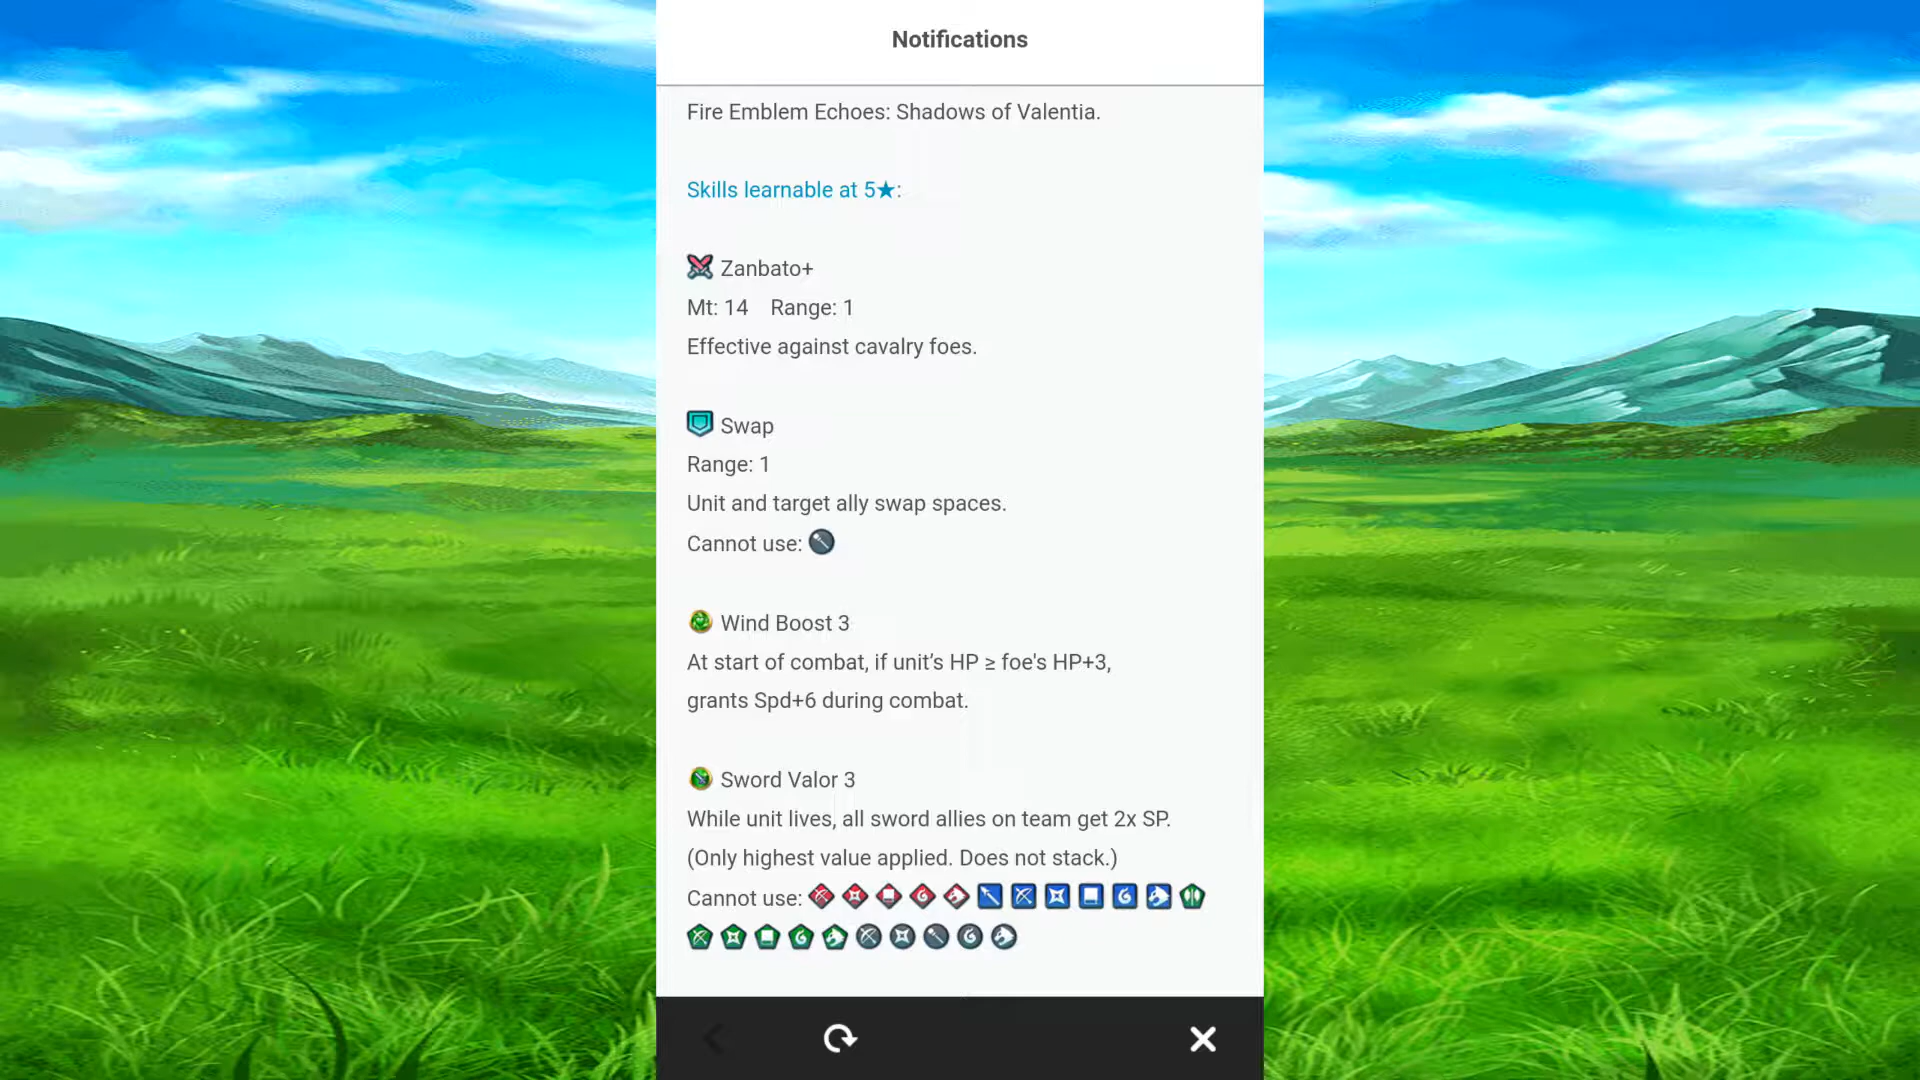 Notifications
Fire Emblem Echoes: Shadows of Valentia.
Skills learnable at 5★:
Zanbato+
Mt: 14 Range: 1
Effective against cavalry foes.
Swap
Range: 1
Unit and target ally swap spaces.
Cannot use:
Wind Boost 3
At start of combat, if unit's HP ≥ foe's HP+3,
grants Spd+6 during combat.
Sword Valor 3
While unit lives, all sword allies on team get 2x SP.
(Only highest value applied. Does not stack.)
Cannot use: